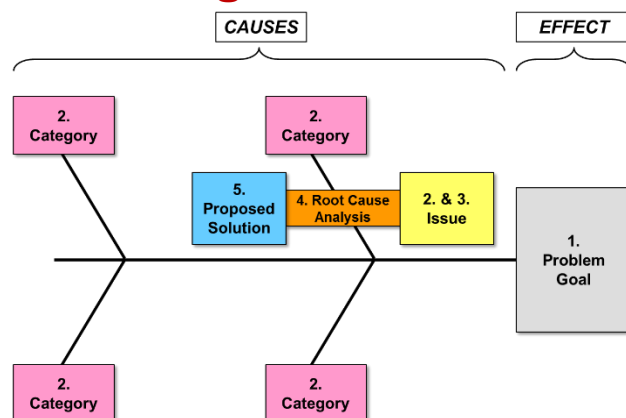 CAUSES
EFFECT
2.
Category
2.
Category
5.
Proposed
Solution
4. Root Cause
Analysis
2. & 3.
Issue
1.
Problem
Goal
2.
Category
2.
Category